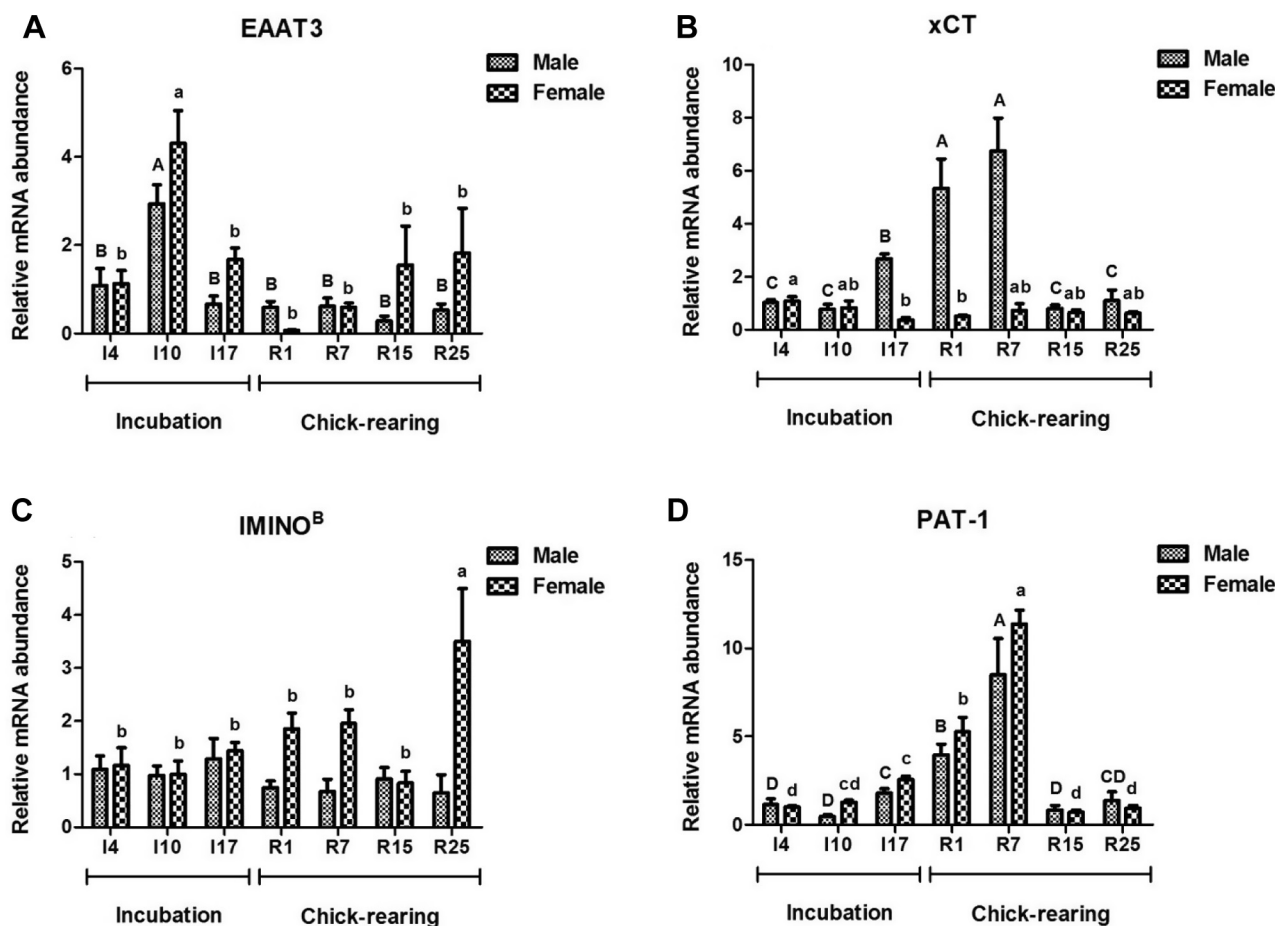 A
EAAT3
Relative mRNA abundance
6
4
2
0
Male
Female
B
b
A
a
B
b
B
b
B
b
B
b
B
b
I4 I10 I17 R1 R7 R15 R25
Incubation Chick-rearing
B
xCT
Relative mRNA abundance
10
8
6
4
2
0
Male
Female
C
a
C
ab
B
b
A
b
A
ab
C
ab
C
ab
I4 I10 I17 R1 R7 R15 R25
Incubation Chick-rearing
C
IMINO^B
Relative mRNA abundance
5
4
3
2
1
0
Male
Female
b
b
b
b
b
b
a
I4 I10 I17 R1 R7 R15 R25
Incubation Chick-rearing
D
PAT-1
Relative mRNA abundance
15
10
5
0
Male
Female
D
d
D
cd
C
c
B
b
A
a
D
d
CD
d
I4 I10 I17 R1 R7 R15 R25
Incubation Chick-rearing